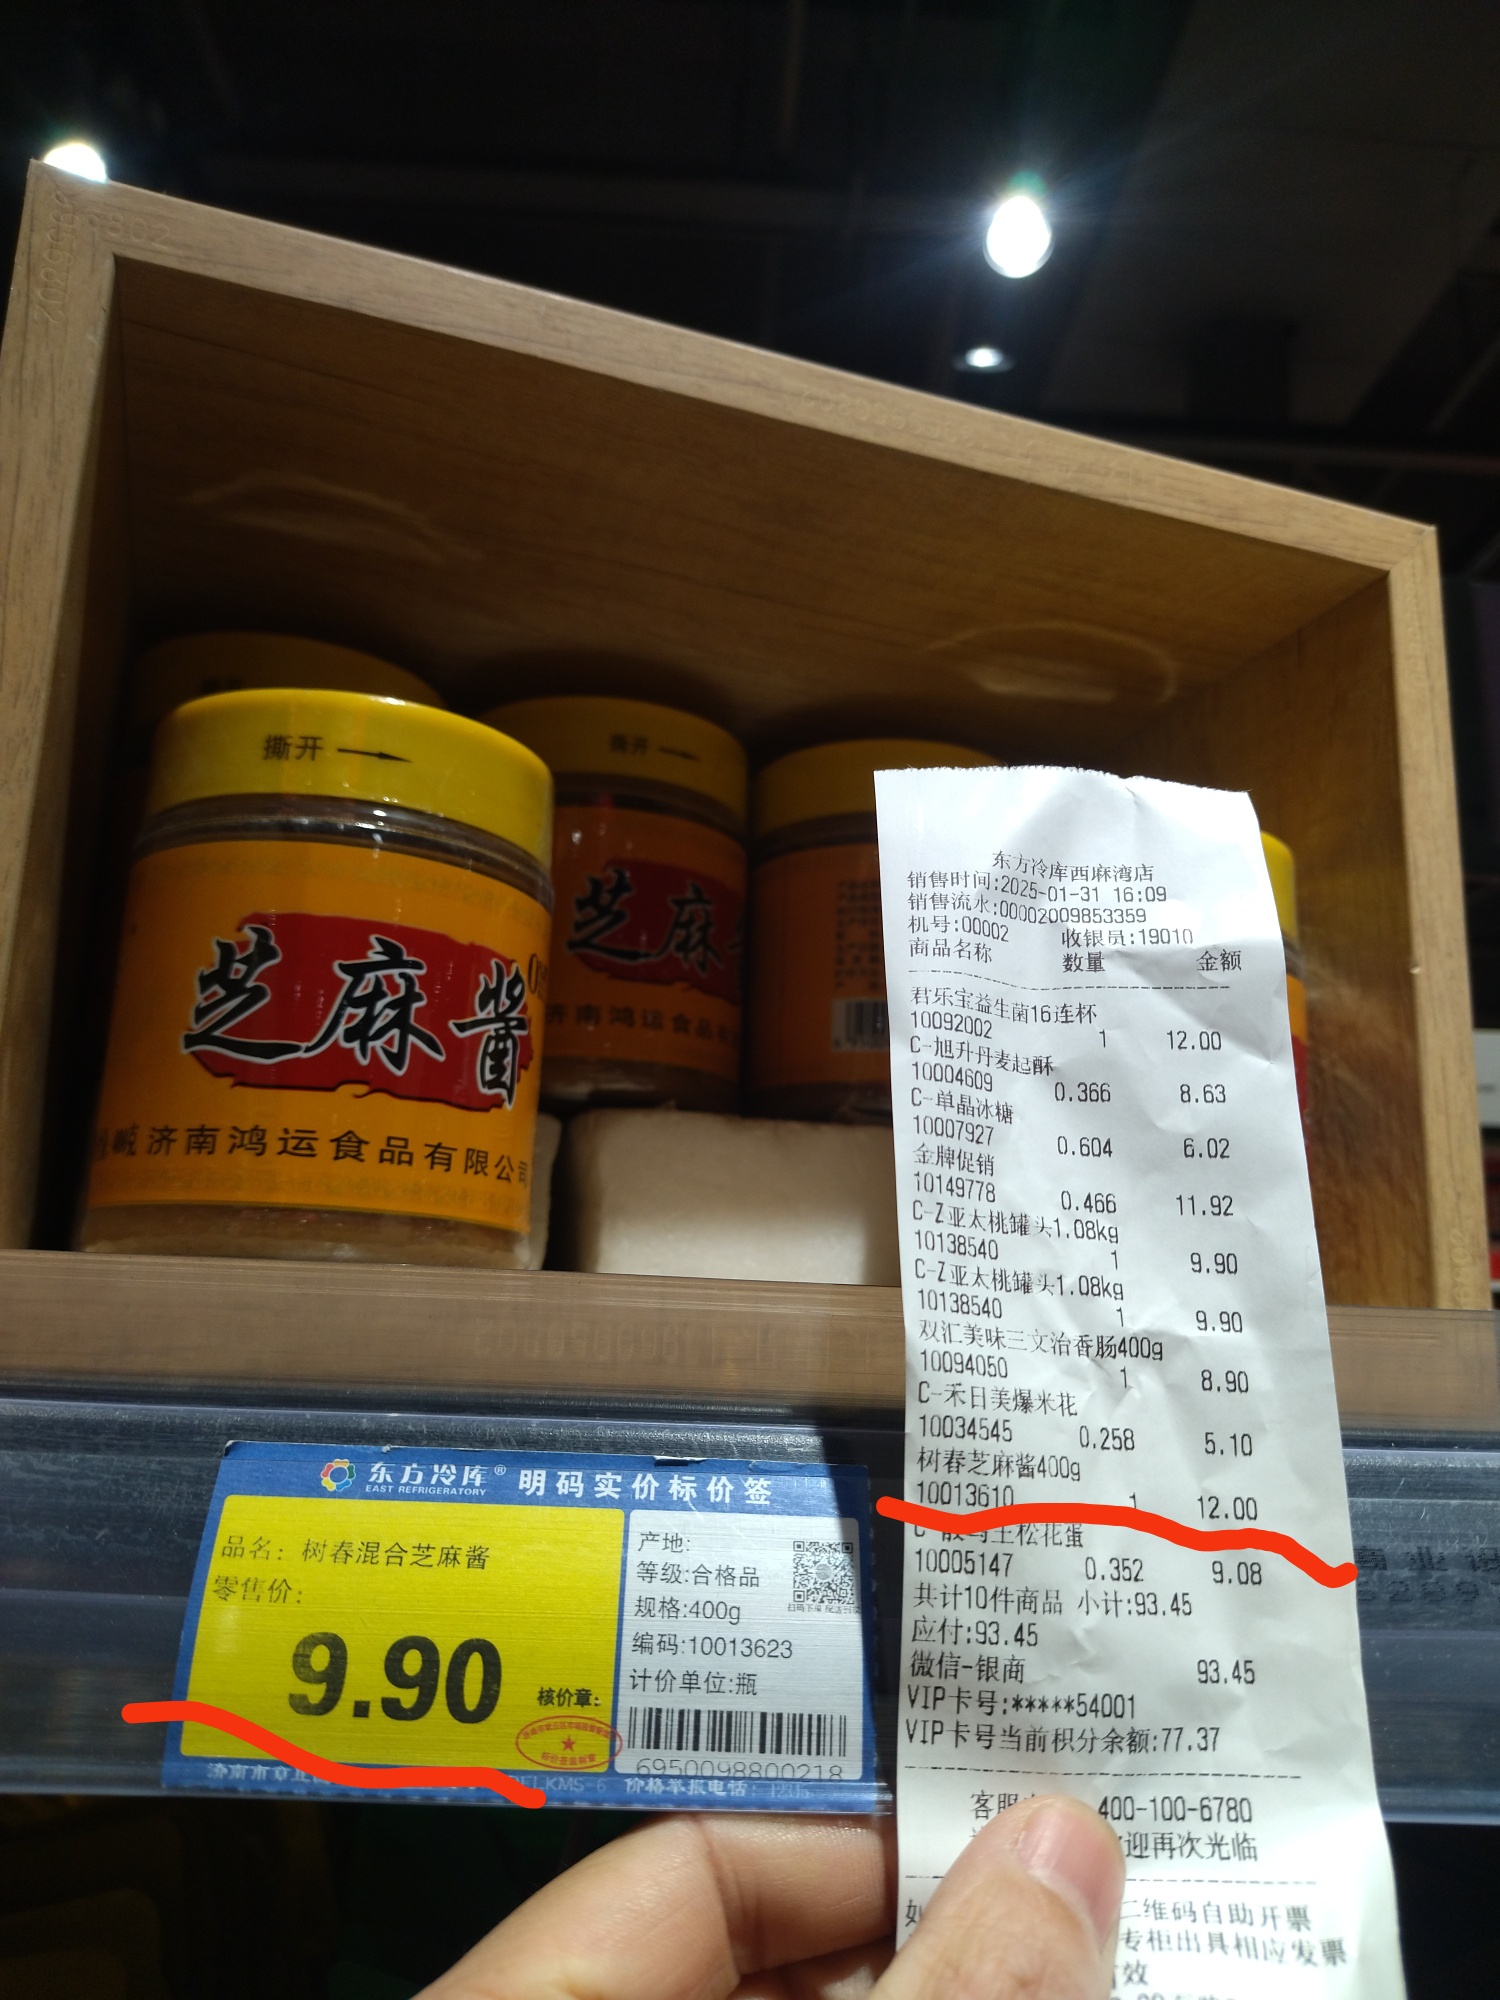 撕开
撕开
芝麻酱
济南鸿运食品有限公司
芝麻
济南鸿运食品
东方冷库®
EAST REFRIGERATORY
明码实价标价签
品名：树春混合芝麻酱
零售价：
9.90
核价章：
产地：
等级：合格品
规格：400g
编码：10013623
计价单位：瓶
6950098800218
价格举报电话：12315
东方冷库西麻湾店
销售时间:2025-01-31 16:09
销售流水:00002009853359
机号:00002 收银员:19010
商品名称 数量 金额
君乐宝益生菌16连杯
10092002 1 12.00
C-旭升丹麦起酥
10004609 0.366 8.63
C-单晶冰糖
10007927 0.604 6.02
金牌促销
10149778 0.466 11.92
C-Z亚太桃罐头1.08kg
10138540 1 9.90
C-Z亚太桃罐头1.08kg
10138540 1 9.90
双汇美味三文治香肠400g
10094050 1 8.90
C-禾日美爆米花
10034545 0.258 5.10
树春芝麻酱400g
10013610 1 12.00
松花蛋
10005147 0.352 9.08
共计10件商品 小计:93.45
应付:93.45
微信-银商 93.45
VIP卡号:*****54001
VIP卡号当前积分余额:77.37
客服 400-100-6780
迎再次光临
二维码自助开票
专柜出具相应发票
有效